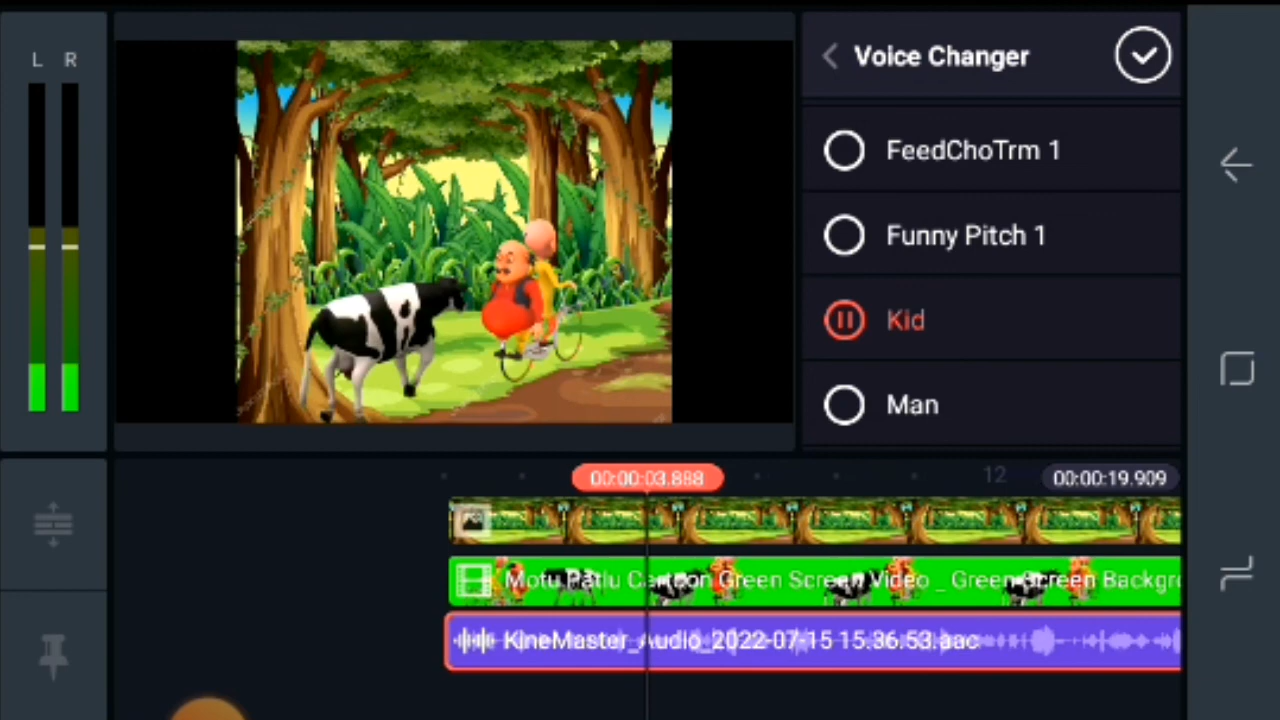 L R
Voice Changer
FeedChoTrm 1
Funny Pitch 1
Kid
Man
00:00:03.888
12
00:00:19.909
Motu Patlu Cartoon Green Screen Video _ Green Screen Backgr
KineMaster_Audio_2022-07-15 15.36.53.aac